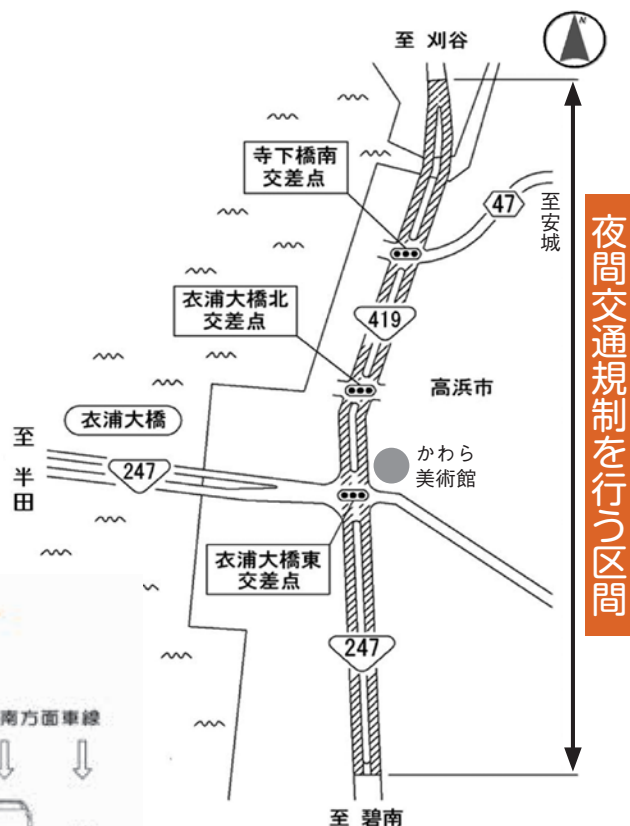 至 刈谷
寺下橋南
交差点
47
至安城
衣浦大橋北
交差点
419
高浜市
衣浦大橋
至 半田
247
かわら
美術館
衣浦大橋東
交差点
247
南方面車線
至 碧南
夜間交通規制を行う区間